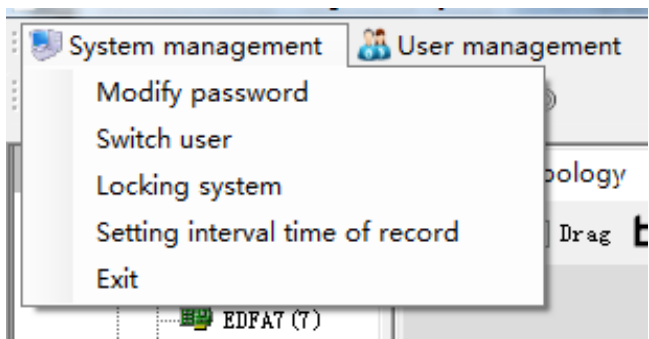 System management User management
Modify password
Switch user
Locking system
Setting interval time of record
Exit
pology
Drag
EDFA7 (7)